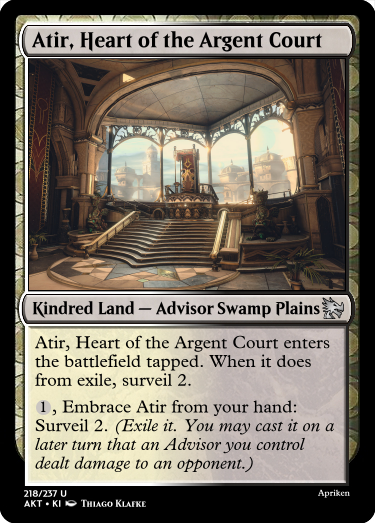 Atir, Heart of the Argent Court
Kindred Land — Advisor Swamp Plains
Atir, Heart of the Argent Court enters
the battlefield tapped. When it does
from exile, surveil 2.
1, Embrace Atir from your hand:
Surveil 2. (Exile it. You may cast it on a
later turn that an Advisor you control
dealt damage to an opponent.)
218/237 U
Apriken
AKT • KI Thiago Klafke